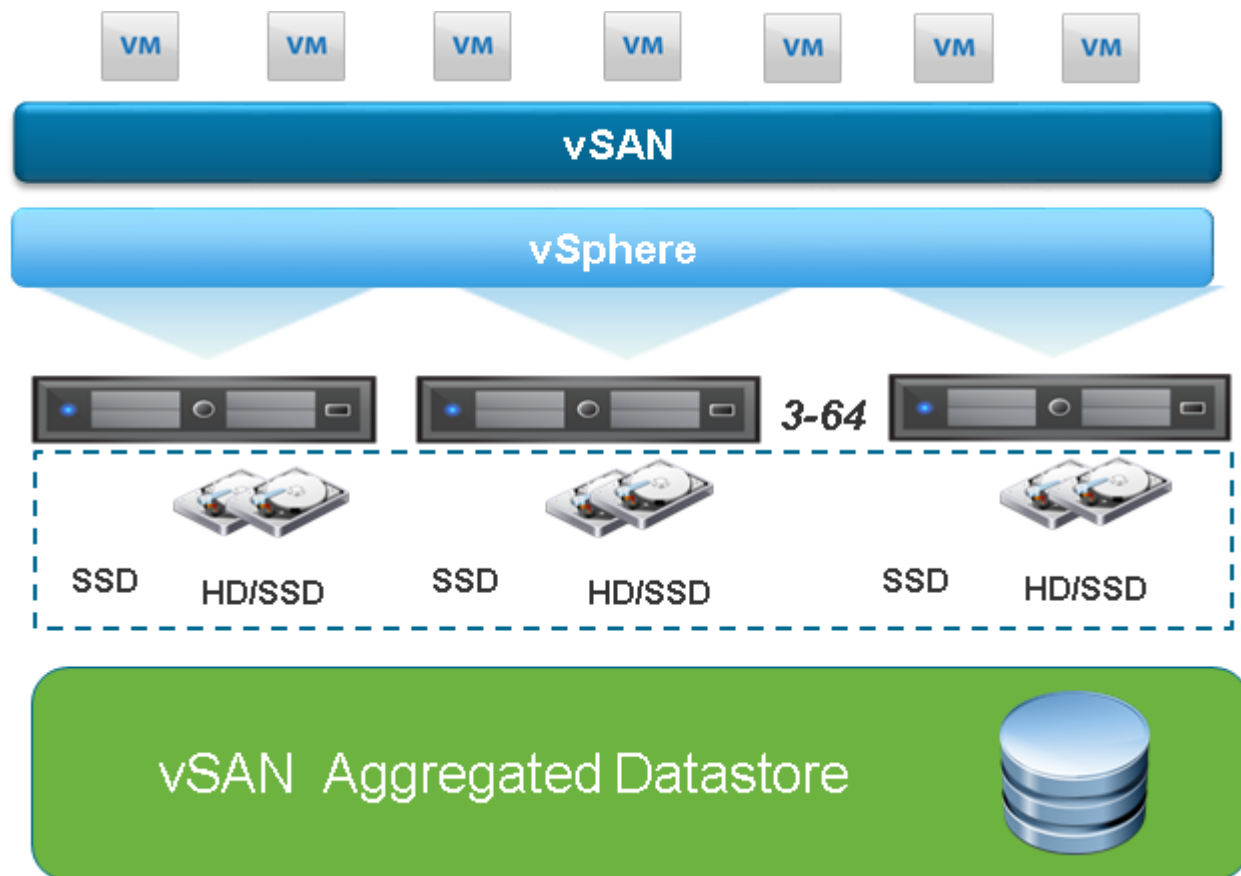 VM VM VM VM VM VM VM
vSAN
vSphere
3-64
SSD HD/SSD SSD HD/SSD SSD HD/SSD
vSAN Aggregated Datastore